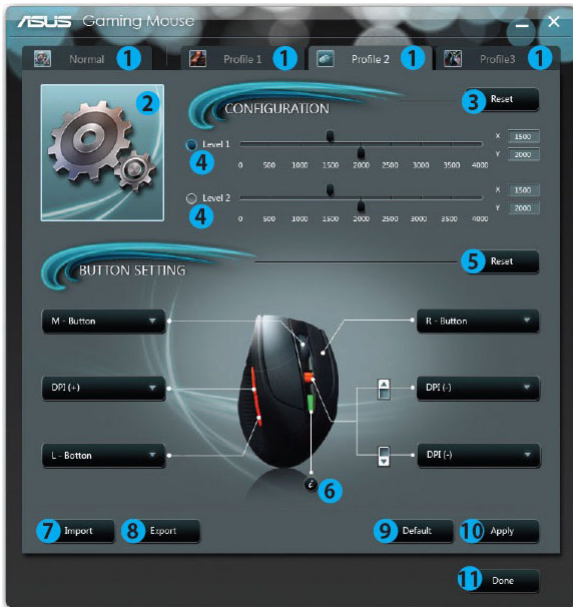 ASUS Gaming Mouse
Normal 1 Profile 1 1 Profile 2 1 Profile3 1
2
CONFIGURATION 3 Reset
Level 1 X 1500
4 Y 2000
0 500 1000 1500 2000 2500 3000 3500 4000
Level 2 X 1500
4 Y 2000
0 500 1000 1500 2000 2500 3000 3500 4000
BUTTON SETTING 5 Reset
M - Button R - Button
DPI (+) DPI (-)
L - Botton DPI (-)
i 6
7 Import 8 Export 9 Default 10 Apply
11 Done